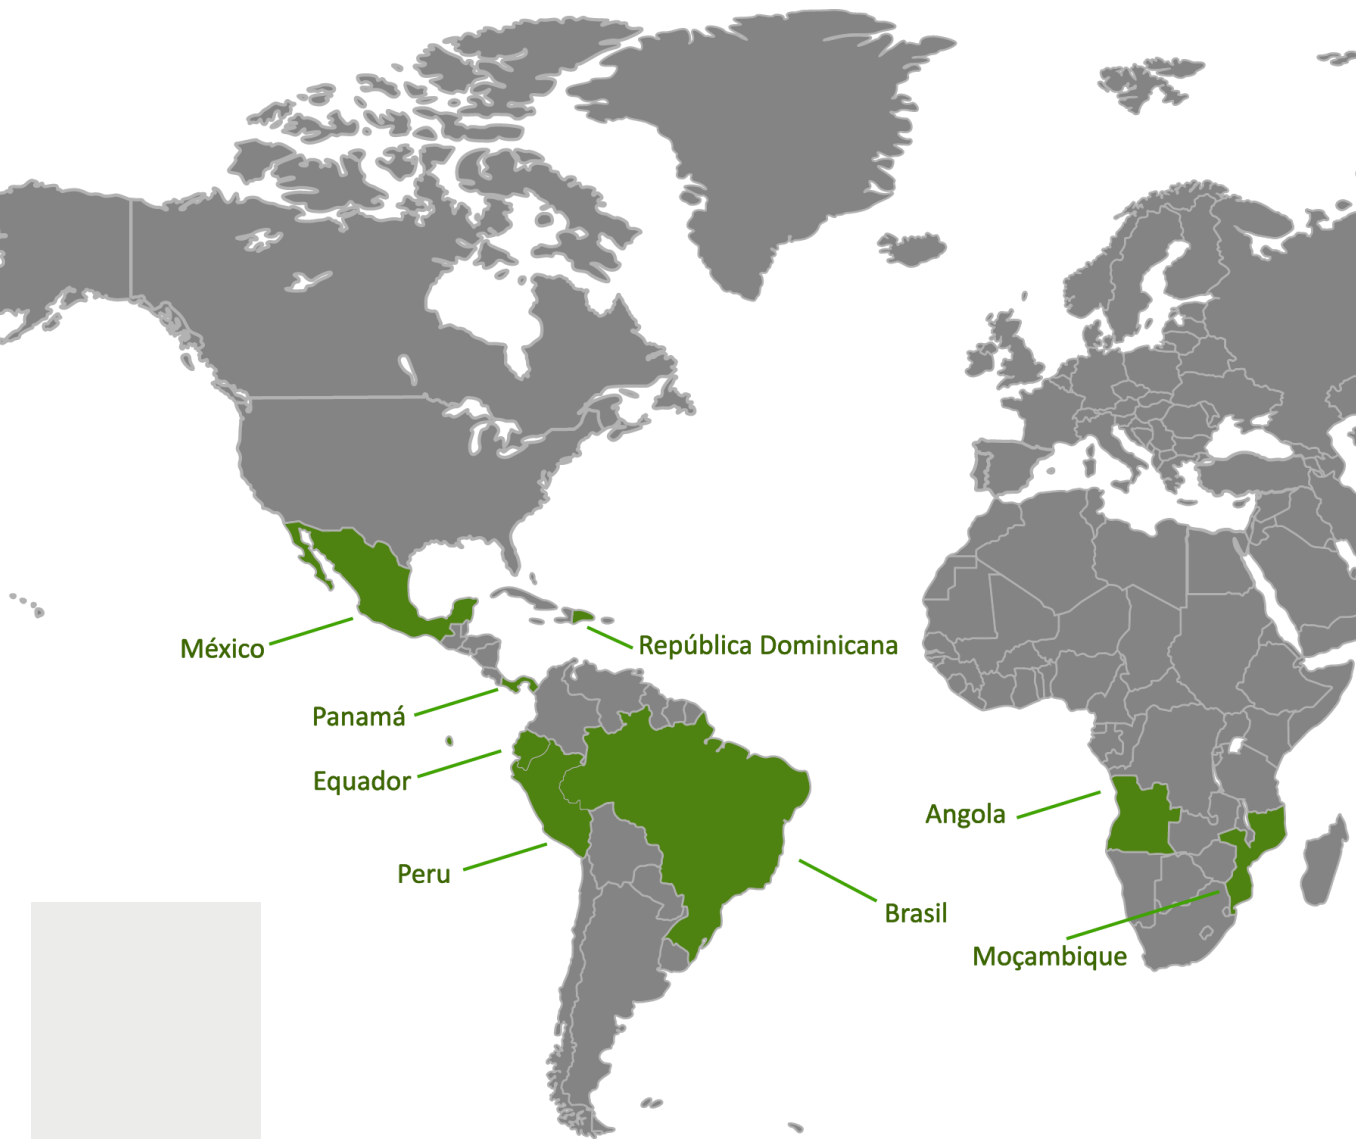 México
República Dominicana
Panamá
Equador
Angola
Peru
Brasil
Moçambique